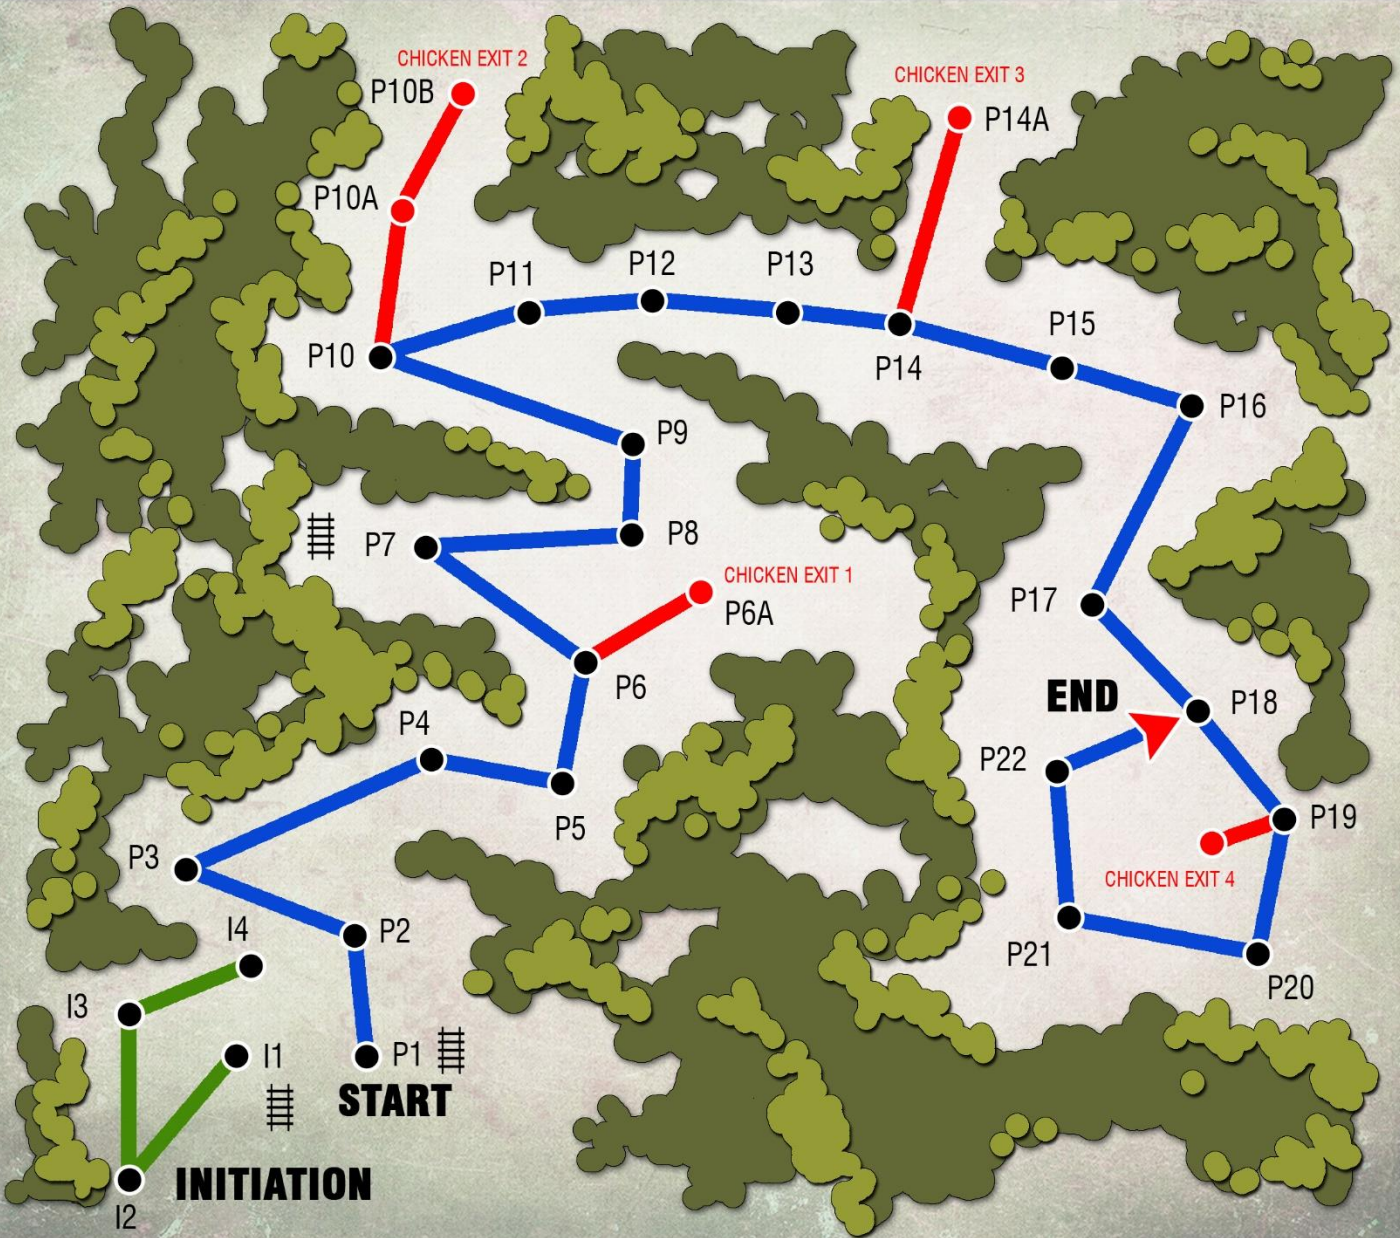 CHICKEN EXIT 2
P10B
CHICKEN EXIT 3
P14A
P10A
P11
P12
P13
P10
P14
P15
P16
P9
P7
P8
CHICKEN EXIT 1
P6A
P17
P6
END
P18
P4
P22
P5
P19
P3
CHICKEN EXIT 4
I4
P2
P21
P20
I3
I1
P1
START
INITIATION
I2